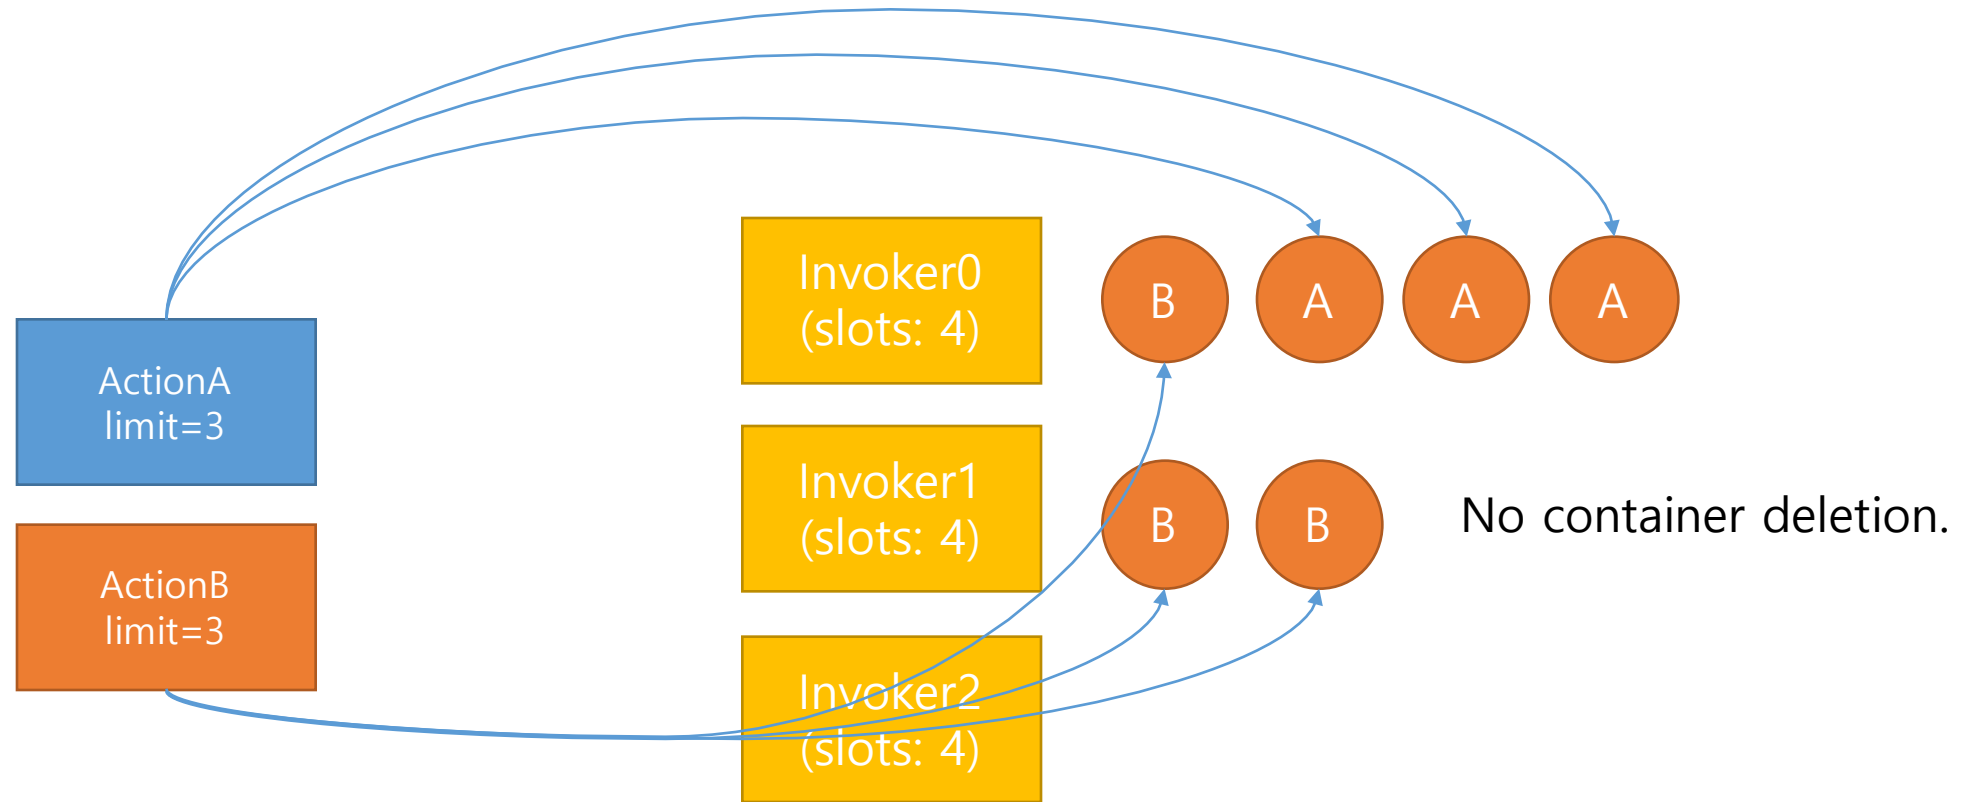 ActionA
limit=3
ActionB
limit=3
Invoker0
(slots: 4)
Invoker1
(slots: 4)
Invoker2
(slots: 4)
B
A
A
A
B
B
No container deletion.